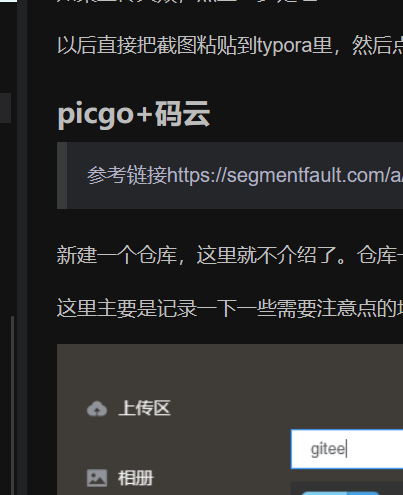 以后直接把截图粘贴到typora里，然后点
picgo+码云
参考链接https://segmentfault.com/a/
新建一个仓库，这里就不介绍了。仓库
这里主要是记录一下一些需要注意点的
上传区
gitee
相册